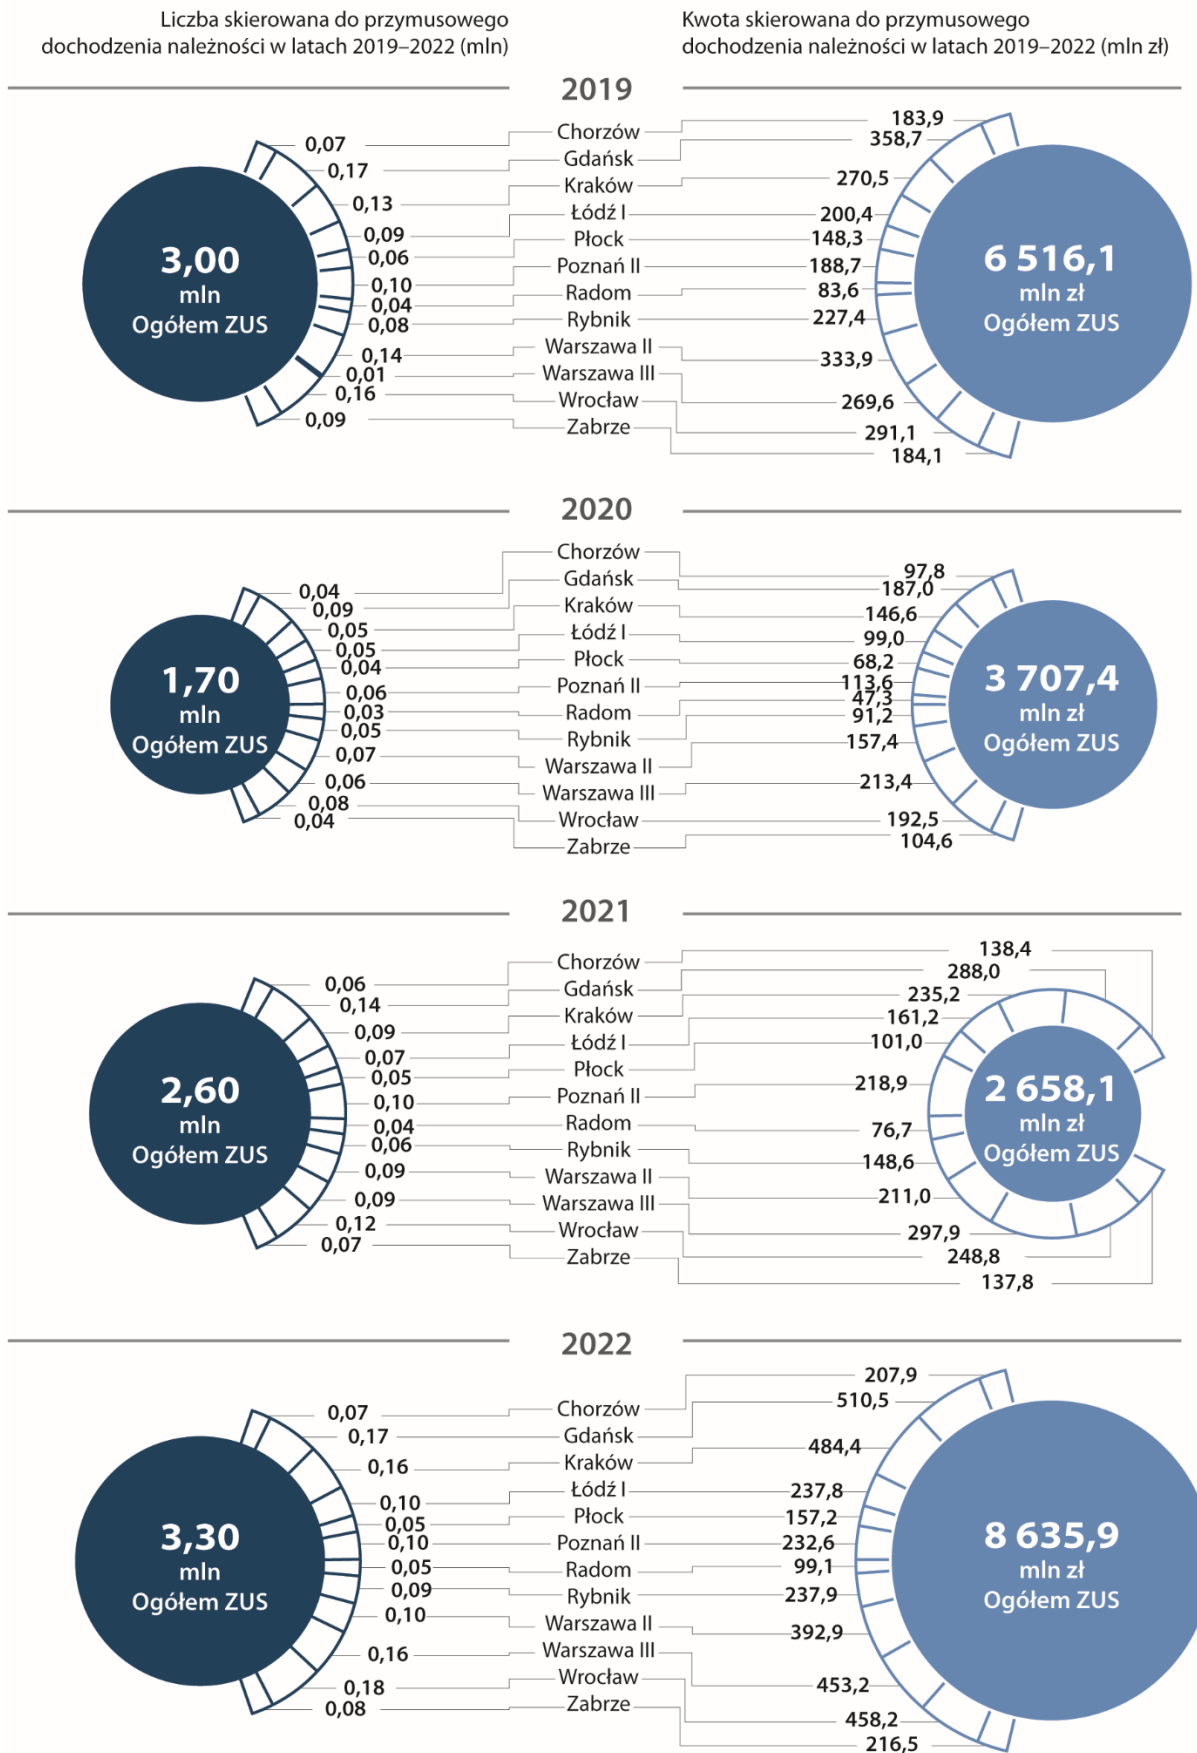 Liczba skierowana do przymusowego
dochodzenia należności w latach 2019–2022 (mln)
Kwota skierowana do przymusowego
dochodzenia należności w latach 2019–2022 (mln zł)
2019
3,00
mln
Ogółem ZUS
0,07 Chorzów 183,9
0,17 Gdańsk 358,7
0,13 Kraków 270,5
0,09 Łódź I 200,4
0,06 Płock 148,3
0,10 Poznań II 188,7
0,04 Radom 83,6
0,08 Rybnik 227,4
0,14 Warszawa II 333,9
0,01 Warszawa III 269,6
0,16 Wrocław 291,1
0,09 Zabrze 184,1
6 516,1
mln zł
Ogółem ZUS
2020
1,70
mln
Ogółem ZUS
0,04 Chorzów 97,8
0,09 Gdańsk 187,0
0,05 Kraków 146,6
0,05 Łódź I 99,0
0,04 Płock 68,2
0,06 Poznań II 113,6
0,03 Radom 47,3
0,05 Rybnik 91,2
0,07 Warszawa II 157,4
0,06 Warszawa III 213,4
0,08 Wrocław 192,5
0,04 Zabrze 104,6
3 707,4
mln zł
Ogółem ZUS
2021
2,60
mln
Ogółem ZUS
0,06 Chorzów 138,4
0,14 Gdańsk 288,0
0,09 Kraków 235,2
0,07 Łódź I 161,2
0,05 Płock 101,0
0,10 Poznań II 218,9
0,04 Radom 76,7
0,06 Rybnik 148,6
0,09 Warszawa II 211,0
0,09 Warszawa III 297,9
0,12 Wrocław 248,8
0,07 Zabrze 137,8
2 658,1
mln zł
Ogółem ZUS
2022
3,30
mln
Ogółem ZUS
0,07 Chorzów 207,9
0,17 Gdańsk 510,5
0,16 Kraków 484,4
0,10 Łódź I 237,8
0,05 Płock 157,2
0,10 Poznań II 232,6
0,05 Radom 99,1
0,09 Rybnik 237,9
0,10 Warszawa II 392,9
0,16 Warszawa III 453,2
0,18 Wrocław 458,2
0,08 Zabrze 216,5
8 635,9
mln zł
Ogółem ZUS